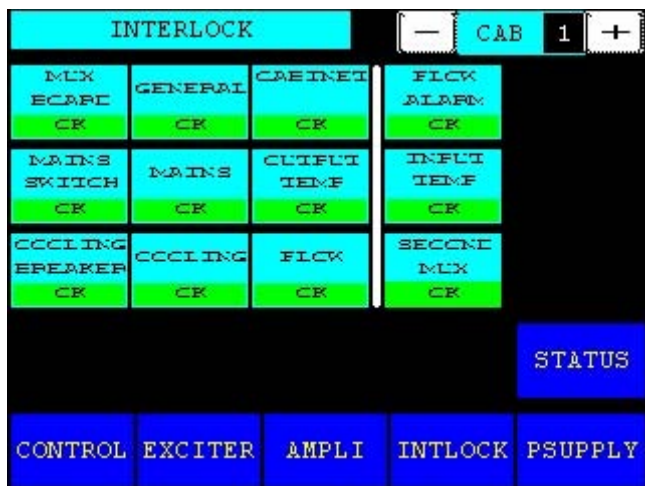 INTERLOCK
— CAB 1 +
MUX BOARD
GENERAL
CABINET
FLOW ALARM
OK
OK
OK
OK
MAINS SWITCH
MAINS
OUTPUT TEMP
INPUT TEMP
OK
OK
OK
OK
COOLING BREAKER
COOLING
FLOW
SECOND MUX
OK
OK
OK
OK
STATUS
CONTROL
EXCITER
AMPLI
INTLOCK
PSUPPLY